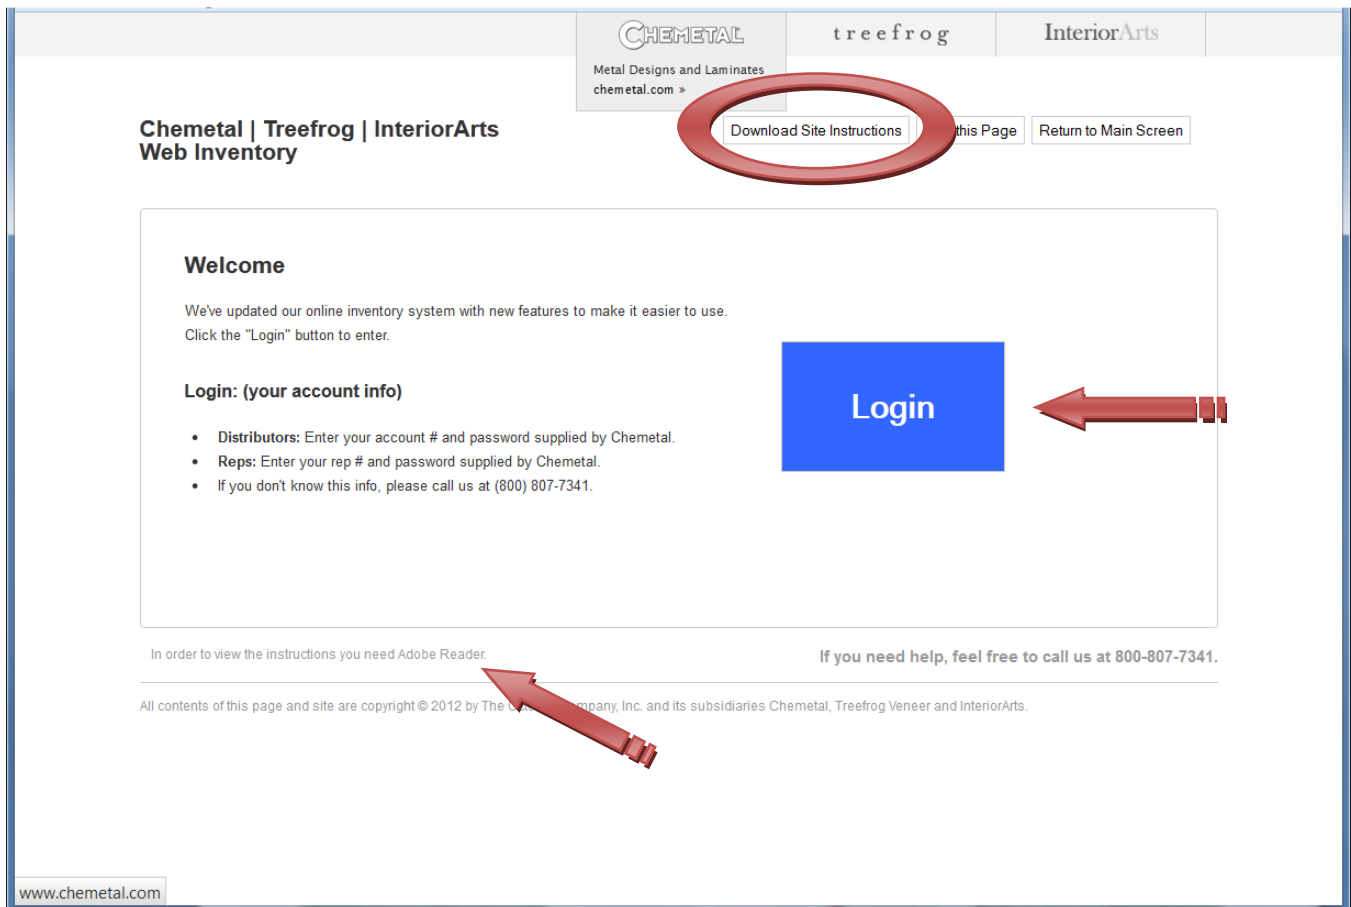 CHEMETAL
treefrog
InteriorArts
Metal Designs and Laminates
chemetal.com »
Chemetal | Treefrog | InteriorArts
Web Inventory
Download Site Instructions
this Page
Return to Main Screen
Welcome
We've updated our online inventory system with new features to make it easier to use.
Click the "Login" button to enter.
Login: (your account info)
• Distributors: Enter your account # and password supplied by Chemetal.
• Reps: Enter your rep # and password supplied by Chemetal.
• If you don't know this info, please call us at (800) 807-7341.
Login
In order to view the instructions you need Adobe Reader.
If you need help, feel free to call us at 800-807-7341.
All contents of this page and site are copyright © 2012 by The Inc. and its subsidiaries Chemetal, Treefrog Veneer and InteriorArts.
www.chemetal.com